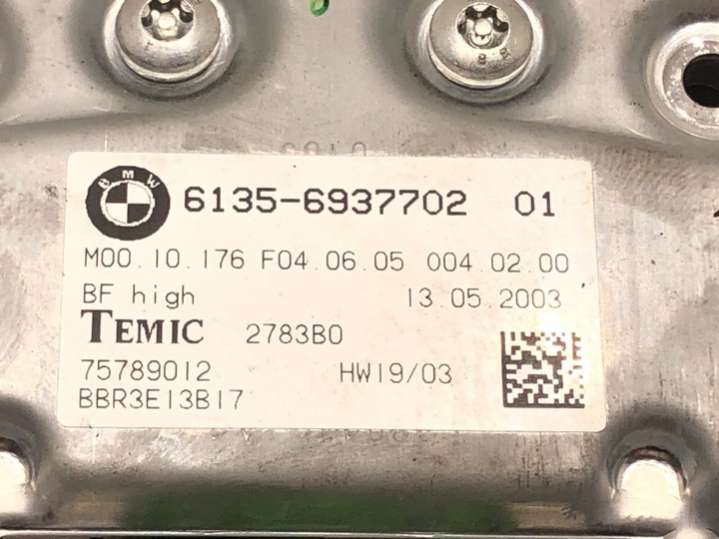 BMW 6135-6937702 01
M00.10.176 F04.06.05 004.02.00
BF high 13.05.2003
TEMIC 2783B0
75789012 HW19/03
BBR3E13B17